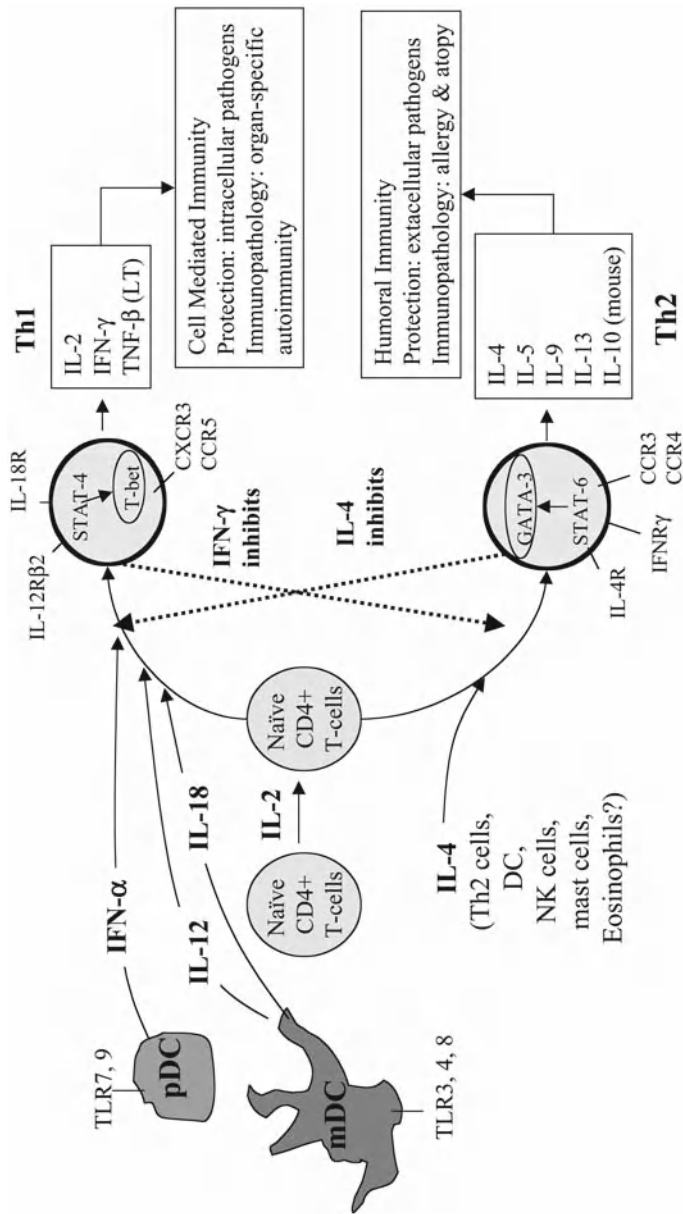 TLR7, 9
pDC
mDC
TLR3, 4, 8
IFN-α
IL-12
IL-18
Naïve
CD4+
T-cells
IL-2
Naïve
CD4+
T-cells
IL-4
(Th2 cells,
DC,
NK cells,
mast cells,
Eosinophils?)
IL-12Rβ2
IL-18R
STAT-4
T-bet
CXCR3
CCR5
IFN-γ
inhibits
IL-4
inhibits
GATA-3
STAT-6
IL-4R
IFNRγ
CCR3
CCR4
Th1
IL-2
IFN-γ
TNF-β (LT)
Cell Mediated Immunity
Protection: intracellular pathogens
Immunopathology: organ-specific
autoimmunity
Humoral Immunity
Protection: extacellular pathogens
Immunopathology: allergy & atopy
IL-4
IL-5
IL-9
IL-13
IL-10 (mouse)
Th2